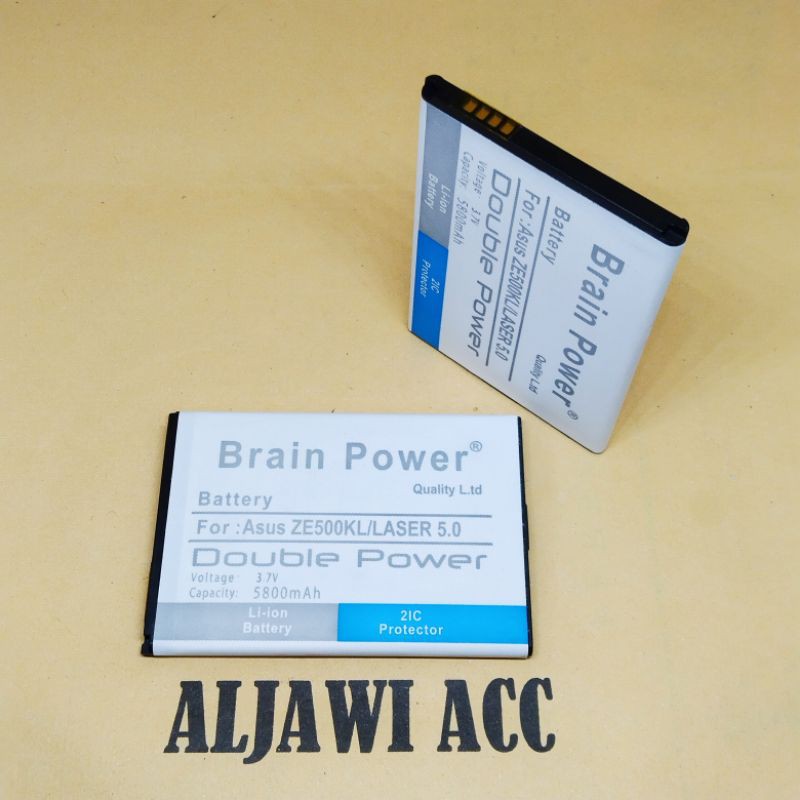 Brain Power®
Quality L.td
Battery
For :Asus ZE500KL/LASER 5.0
Double Power
Voltage: 3.7V
Capacity: 5800mAh
Li-ion
Battery
2IC
Protector
Brain Power®
Quality Ltd
Battery
For :Asus ZE500KL/LASER 5.0
Double Power
Voltage: 3.7V
Capacity: 5800mAh
Li-ion
Battery
2IC
Protector
ALJAWI ACC